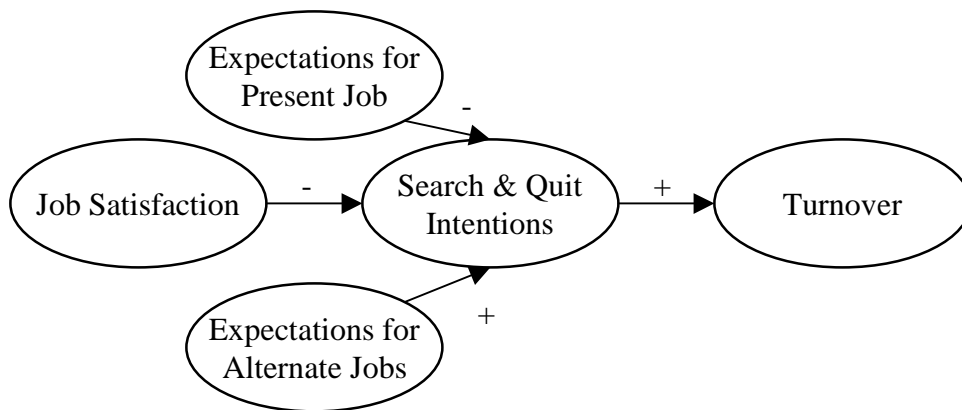 Expectations for
Present Job
-
Job Satisfaction
-
Search & Quit
Intentions
+
Turnover
Expectations for
Alternate Jobs
+